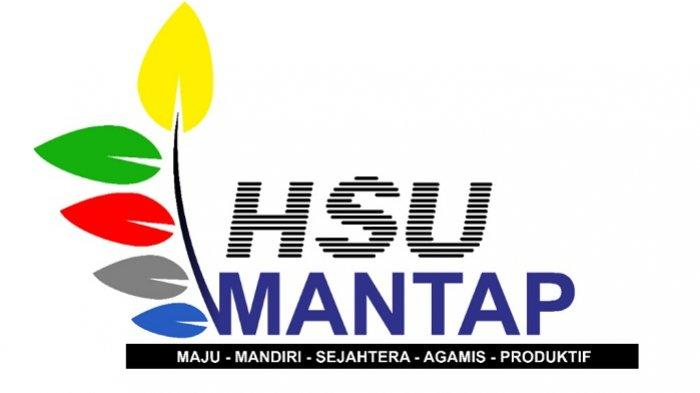 HSU
MANTAP
MAJU - MANDIRI - SEJAHTERA - AGAMIS - PRODUKTIF